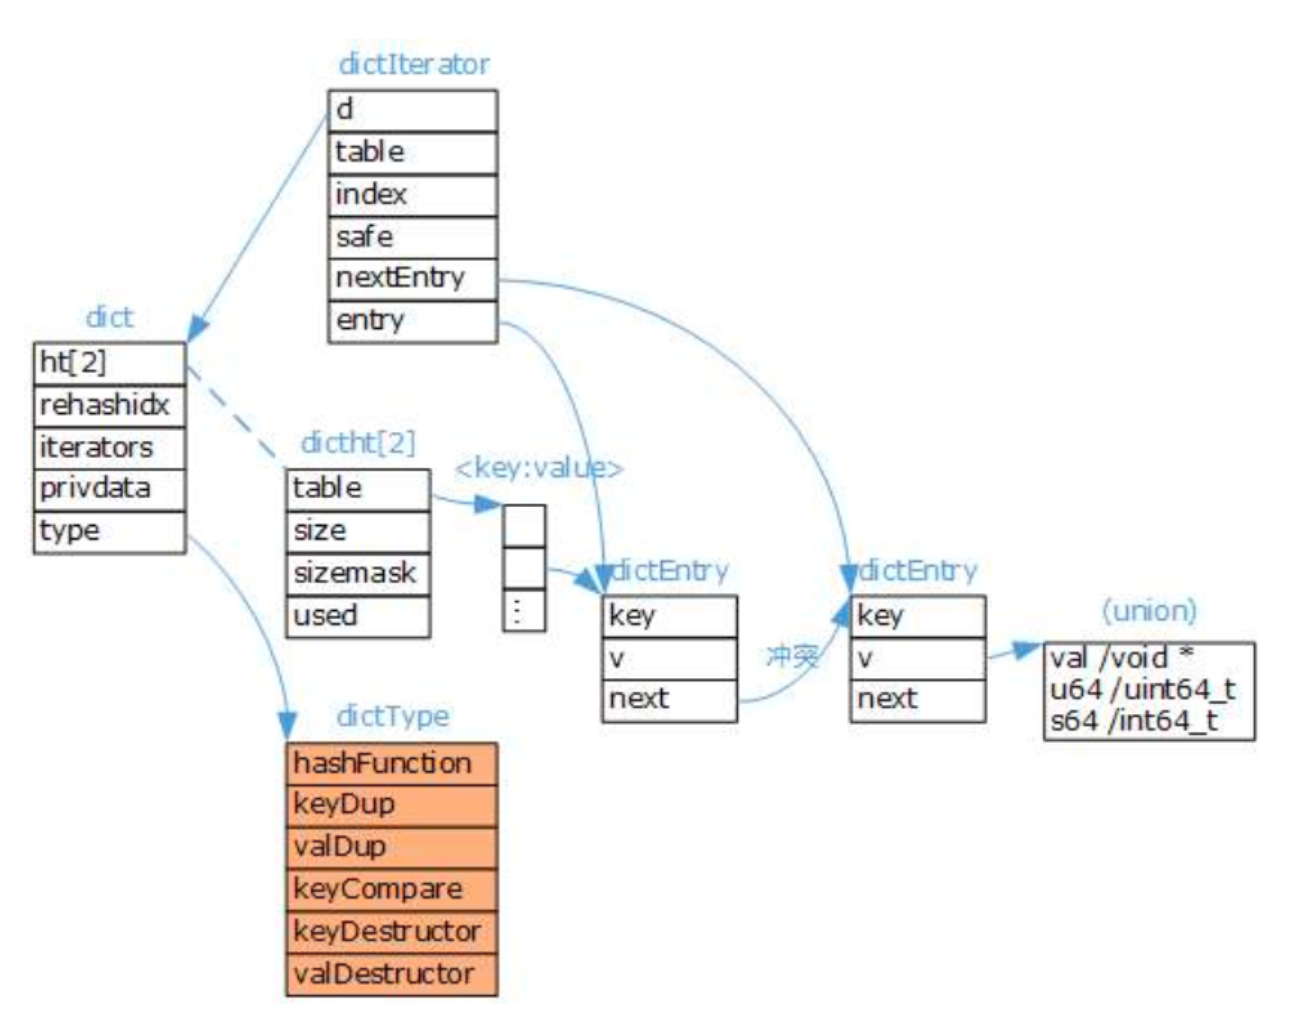 dictIterator
d
table
index
safe
nextEntry
entry
dict
ht[2]
rehashidx
iterators
privdata
type
dictht[2]
table
size
sizemask
used
<key:value>
⋮
dictEntry
key
v
next
冲突
dictEntry
key
v
next
(union)
val /void *
u64 /uint64_t
s64 /int64_t
dictType
hashFunction
keyDup
valDup
keyCompare
keyDestructor
valDestructor